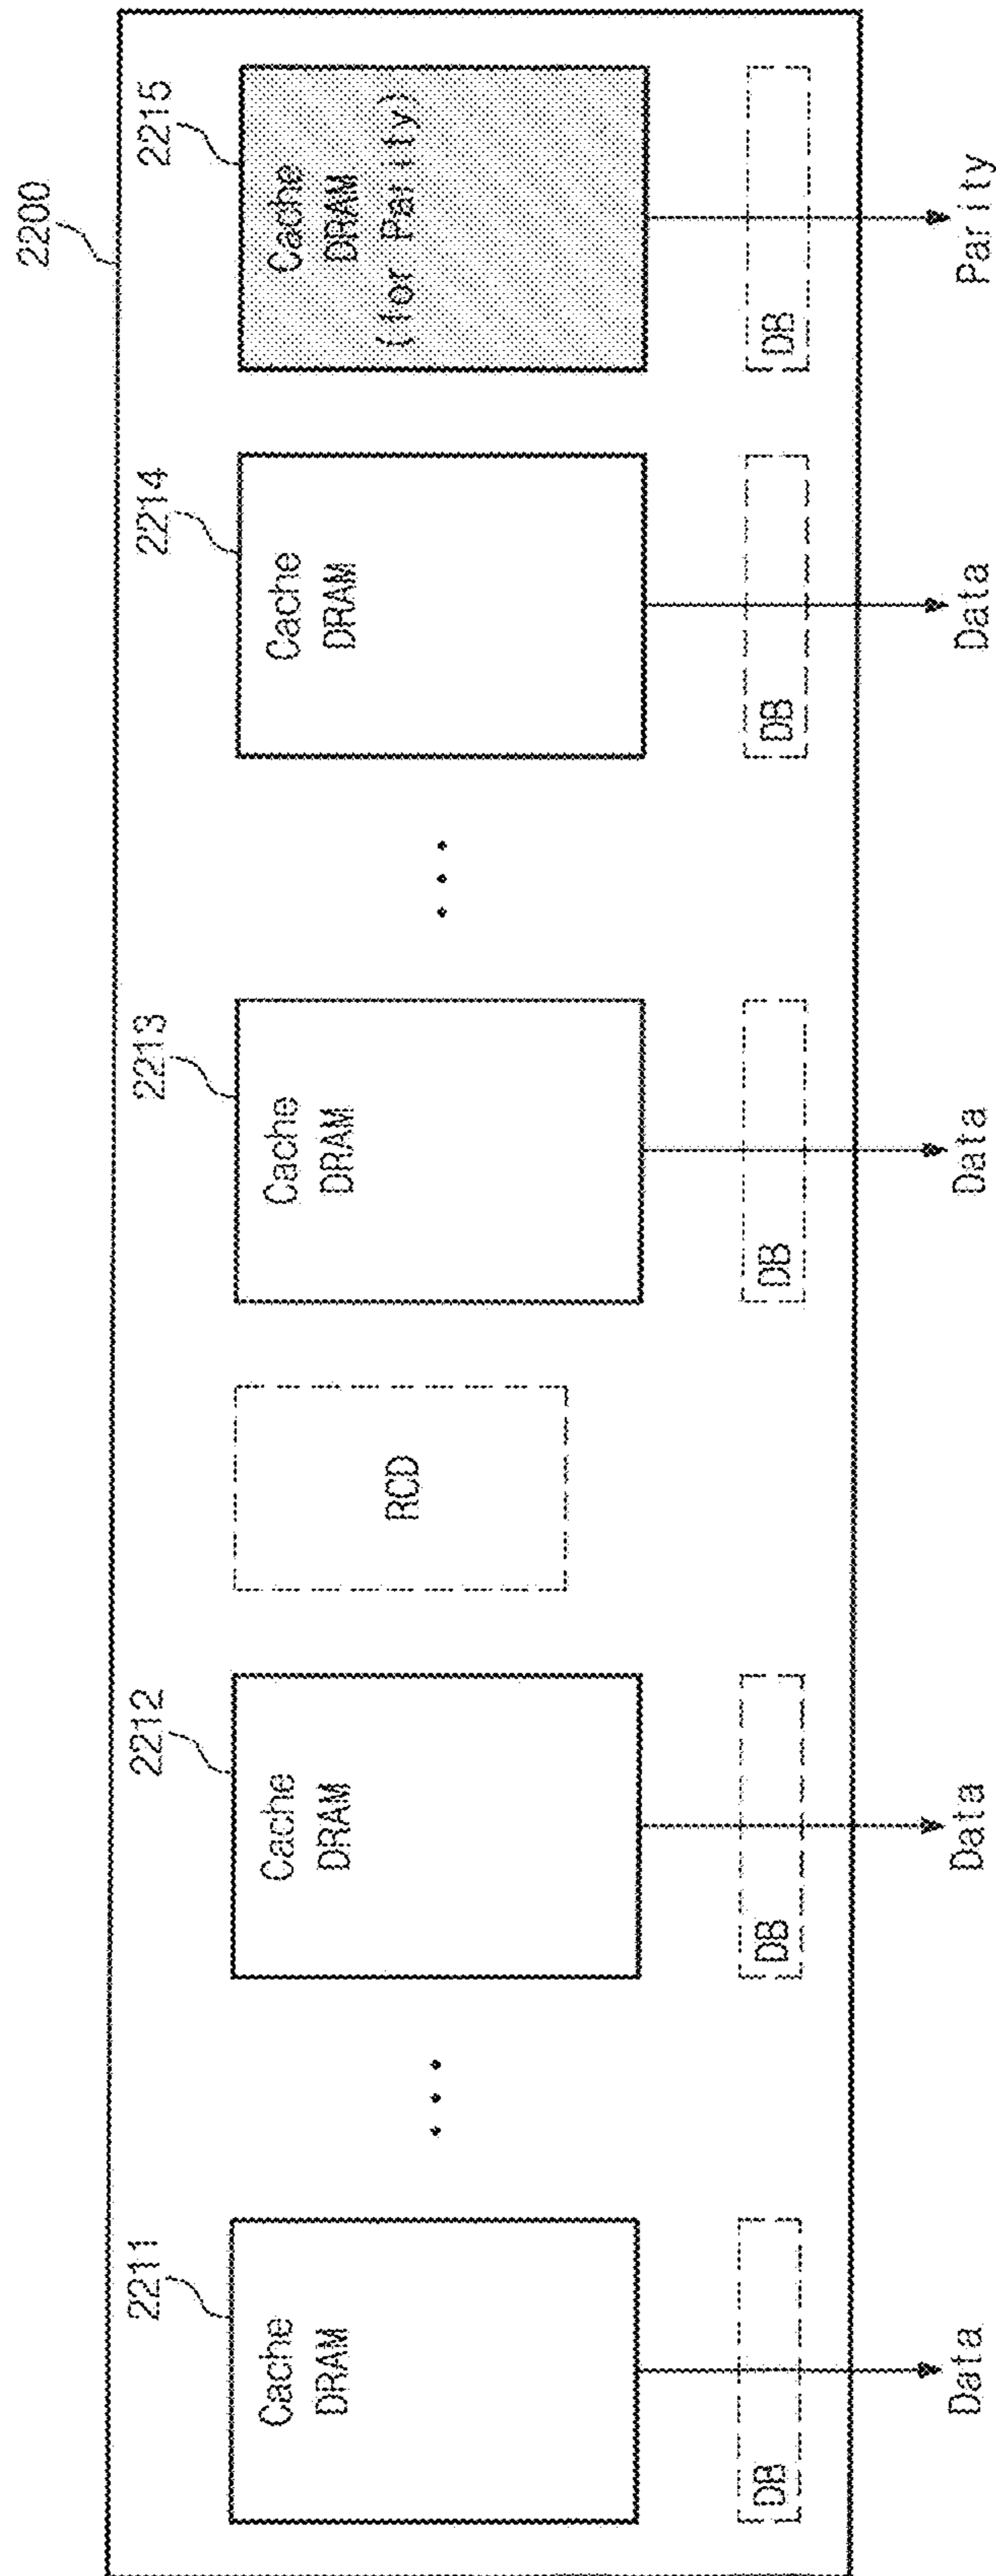 2200
2211
2212
2213
2214
2215
Cache
DRAM
Cache
DRAM
RCD
Cache
DRAM
Cache
DRAM
Cache
DRAM
(for Parity)
DB
DB
DB
DB
DB
Data
Data
Data
Data
Parity